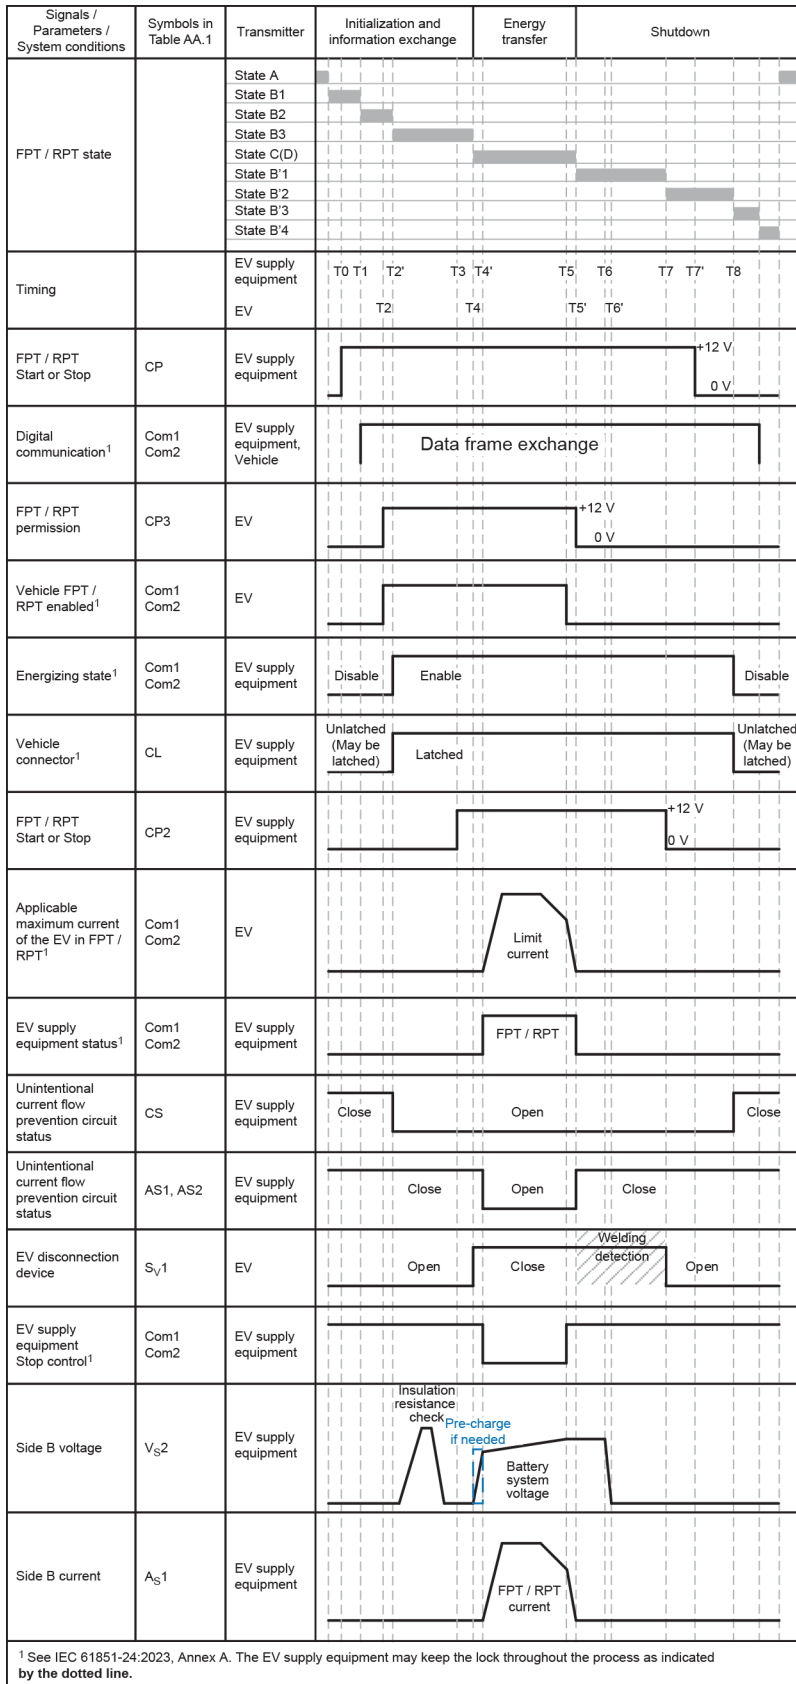 Signals /
Parameters /
System conditions
Symbols in
Table AA.1
Transmitter
Initialization and
information exchange
Energy
transfer
Shutdown
FPT / RPT state
State A
State B1
State B2
State B3
State C(D)
State B'1
State B'2
State B'3
State B'4
Timing
EV supply
equipment
T0 T1 T2' T3 T4' T5 T6 T7 T7' T8
EV
T2 T4 T5' T6'
FPT / RPT
Start or Stop
CP
EV supply
equipment
+12 V
0 V
Digital
communication¹
Com1
Com2
EV supply
equipment,
Vehicle
Data frame exchange
FPT / RPT
permission
CP3
EV
+12 V
0 V
Vehicle FPT /
RPT enabled¹
Com1
Com2
EV
Energizing state¹
Com1
Com2
EV supply
equipment
Disable Enable Disable
Vehicle
connector¹
CL
EV supply
equipment
Unlatched
(May be
latched)
Latched
Unlatched
(May be
latched)
FPT / RPT
Start or Stop
CP2
EV supply
equipment
+12 V
0 V
Applicable
maximum current
of the EV in FPT /
RPT¹
Com1
Com2
EV
Limit
current
EV supply
equipment status¹
Com1
Com2
EV supply
equipment
FPT / RPT
Unintentional
current flow
prevention circuit
status
CS
EV supply
equipment
Close Open Close
Unintentional
current flow
prevention circuit
status
AS1, AS2
EV supply
equipment
Close Open Close
EV disconnection
device
SV1
EV
Open Close
Welding
detection
Open
EV supply
equipment
Stop control¹
Com1
Com2
EV supply
equipment
Side B voltage
VS2
EV supply
equipment
Insulation
resistance
check
Pre-charge
if needed
Battery
system
voltage
Side B current
AS1
EV supply
equipment
FPT / RPT
current
¹ See IEC 61851-24:2023, Annex A. The EV supply equipment may keep the lock throughout the process as indicated
by the dotted line.